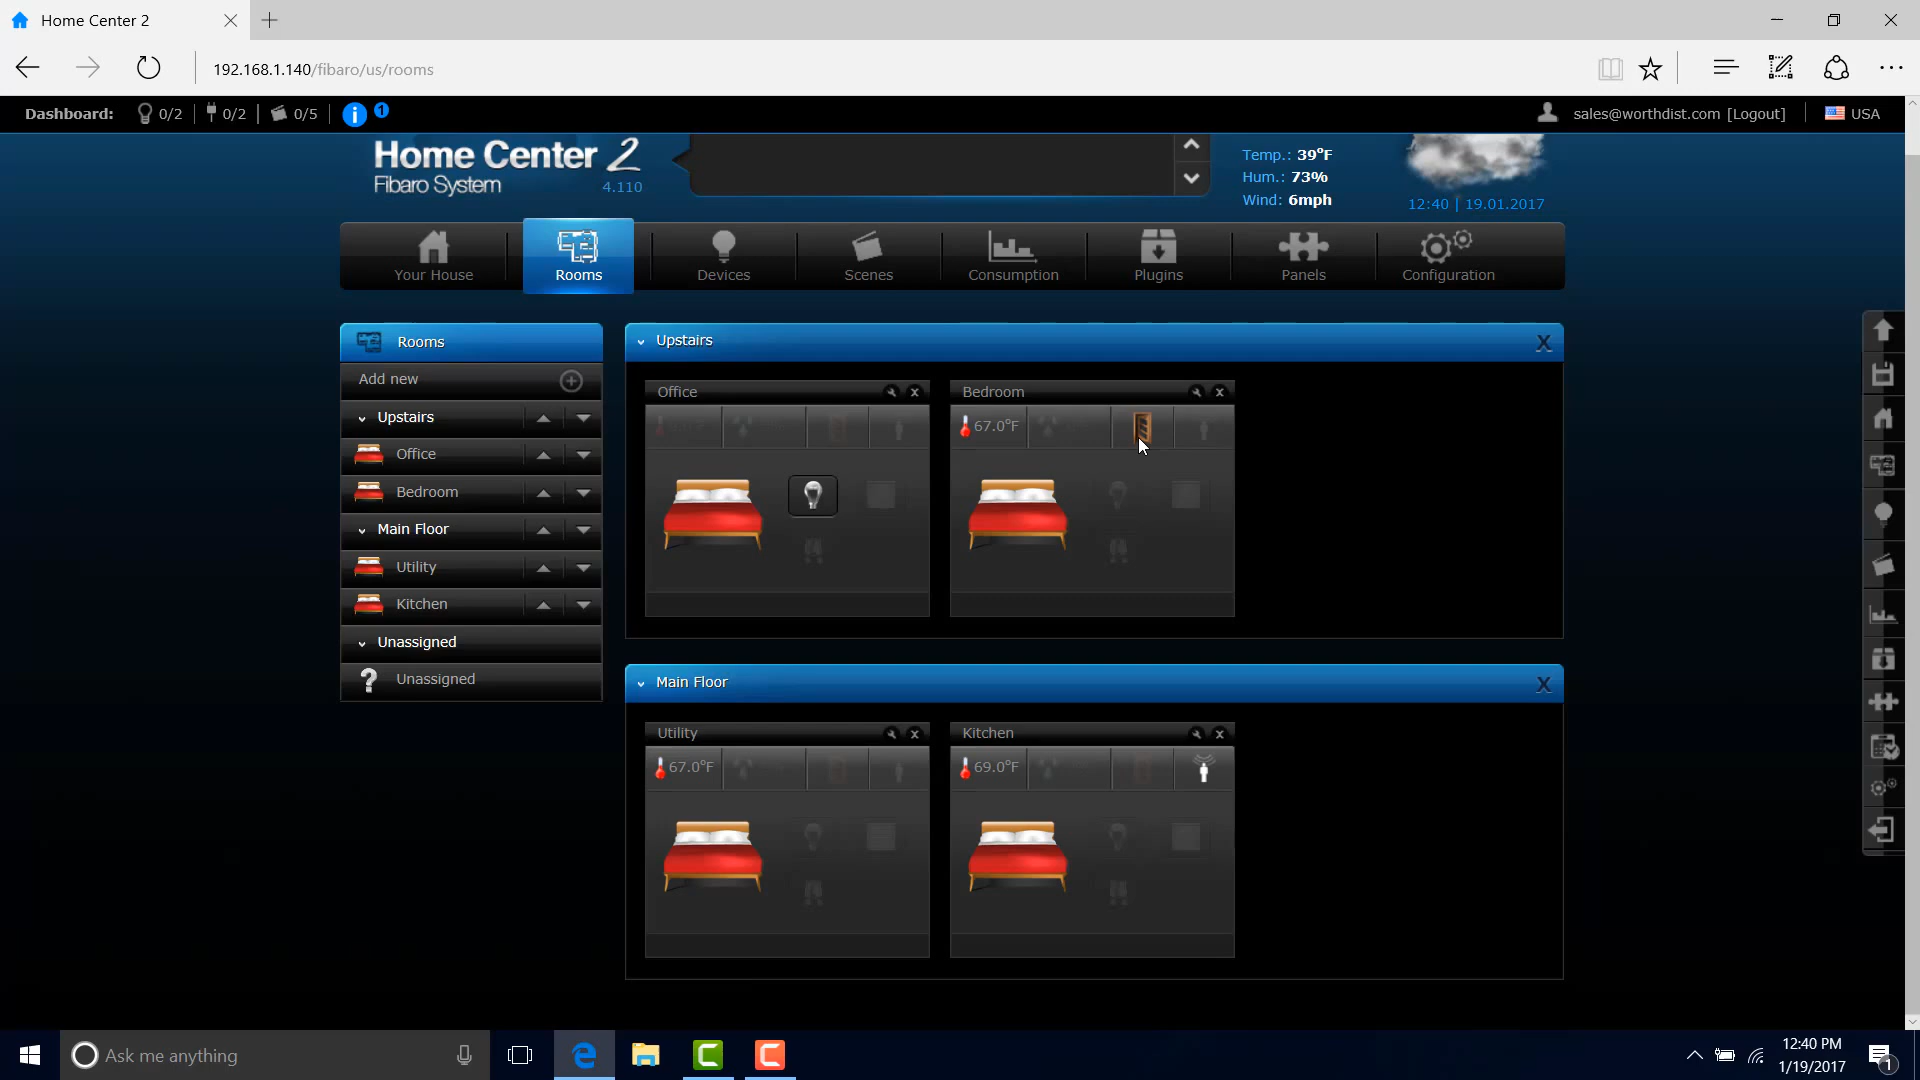 Home Center 2
192.168.1.140/fibaro/us/rooms
Dashboard: 0/2 0/2 0/5 i 1
sales@worthdist.com [Logout] USA
Home Center 2
Fibaro System 4.110
Temp.: 39°F
Hum.: 73%
Wind: 6mph
12:40 | 19.01.2017
Your House Rooms Devices Scenes Consumption Plugins Panels Configuration
Rooms
Add new
Upstairs
Office
Bedroom
Main Floor
Utility
Kitchen
Unassigned
? Unassigned
Upstairs X
Office
Bedroom
67.0°F
Main Floor X
Utility
67.0°F
Kitchen
69.0°F
Ask me anything
12:40 PM
1/19/2017
1